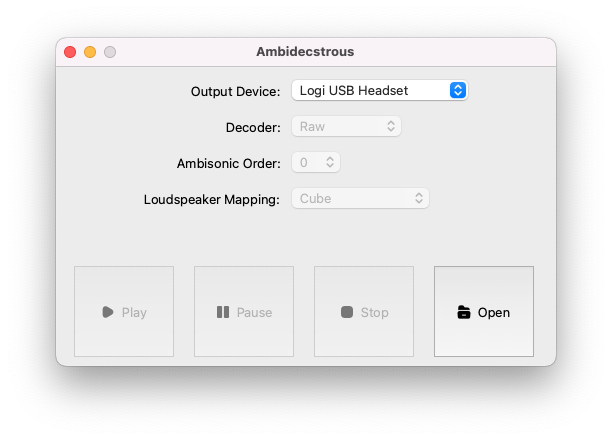 Ambidecstrous
Output Device: Logi USB Headset
Decoder: Raw
Ambisonic Order: 0
Loudspeaker Mapping: Cube
Play Pause Stop Open